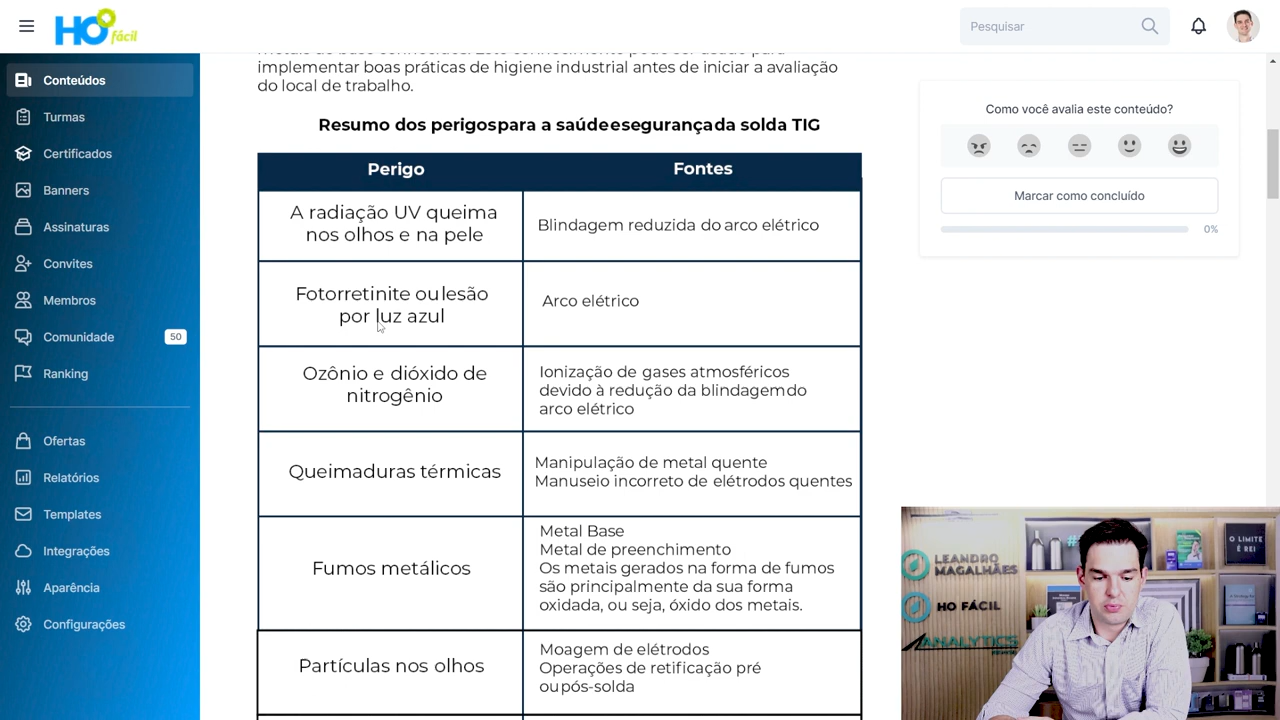 HO fácil
Pesquisar
Conteúdos
Turmas
Certificados
Banners
Assinaturas
Convites
Membros
Comunidade
50
Ranking
Ofertas
Relatórios
Templates
Integrações
Aparência
Configurações
implementar boas práticas de higiene industrial antes de iniciar a avaliação
do local de trabalho.
Resumo dos perigospara a saúdeesegurançada solda TIG
Perigo
Fontes
A radiação UV queima
nos olhos e na pele
Blindagem reduzida do arco elétrico
Fotorretinite oulesão
por luz azul
Arco elétrico
Ozônio e dióxido de
nitrogênio
Ionização de gases atmosféricos
devido à redução da blindagemdo
arco elétrico
Queimaduras térmicas
Manipulação de metal quente
Manuseio incorreto de elétrodos quentes
Fumos metálicos
Metal Base
Metal de preenchimento
Os metais gerados na forma de fumos
são principalmente da sua forma
oxidada, ou seja, óxido dos metais.
Partículas nos olhos
Moagem de elétrodos
Operações de retificação pré
oupós-solda
Como você avalia este conteúdo?
Marcar como concluído
0%
LEANDRO
MAGALHÃES
HO FÁCIL
ANALYTICS
O LIMITE
É REI